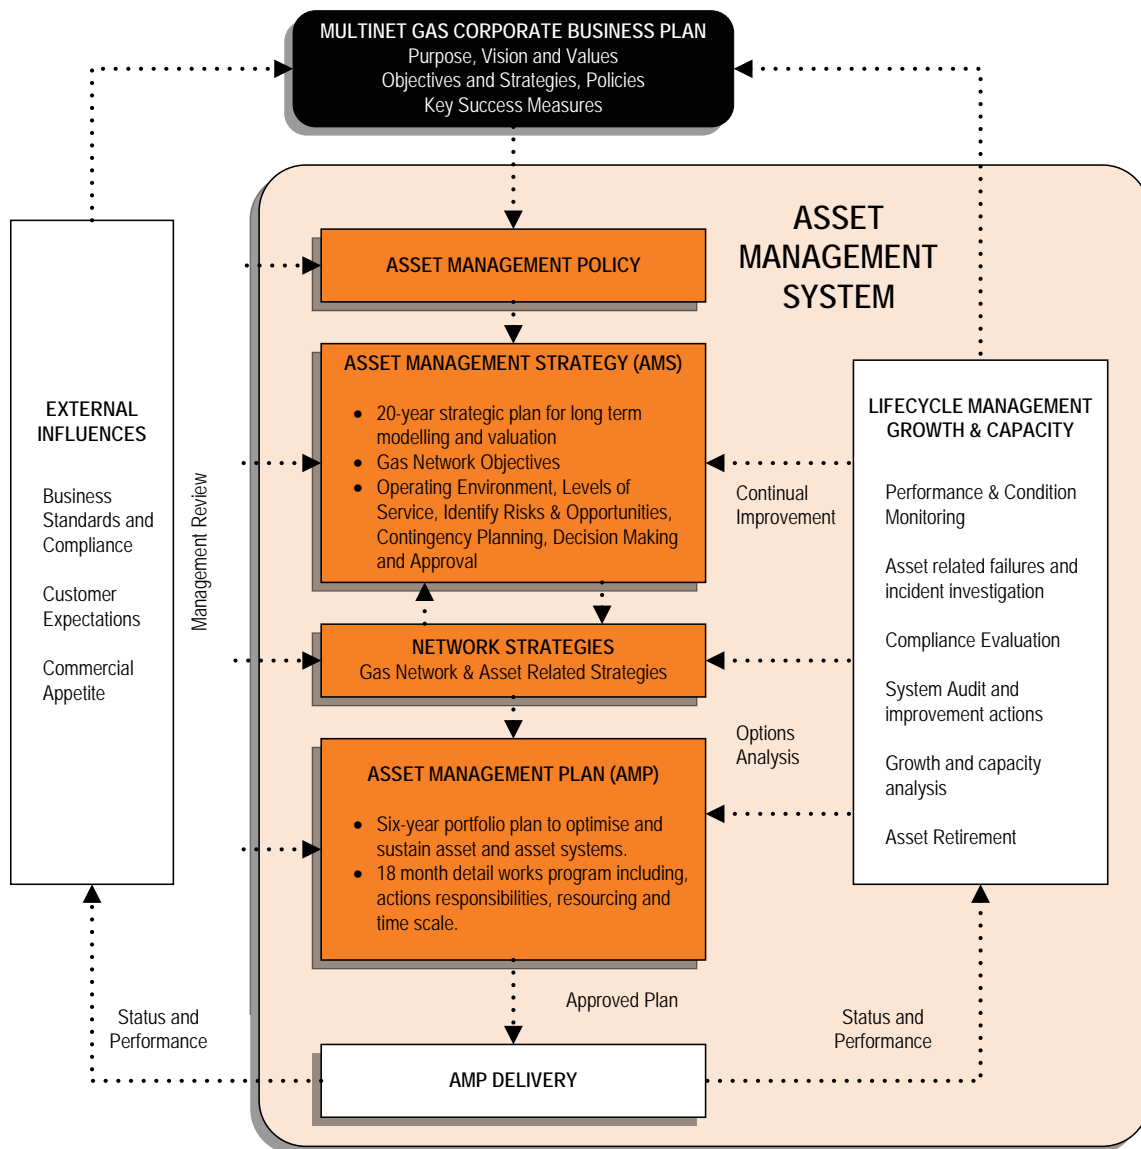 MULTINET GAS CORPORATE BUSINESS PLAN
Purpose, Vision and Values
Objectives and Strategies, Policies
Key Success Measures
ASSET
MANAGEMENT
SYSTEM
ASSET MANAGEMENT POLICY
ASSET MANAGEMENT STRATEGY (AMS)
• 20-year strategic plan for long term
modelling and valuation
• Gas Network Objectives
• Operating Environment, Levels of
Service, Identify Risks & Opportunities,
Contingency Planning, Decision Making
and Approval
EXTERNAL
INFLUENCES
Business
Standards and
Compliance
Customer
Expectations
Commercial
Appetite
Management Review
LIFECYCLE MANAGEMENT
GROWTH & CAPACITY
Performance & Condition
Monitoring
Asset related failures and
incident investigation
Compliance Evaluation
System Audit and
improvement actions
Growth and capacity
analysis
Asset Retirement
Continual
Improvement
NETWORK STRATEGIES
Gas Network & Asset Related Strategies
Options
Analysis
ASSET MANAGEMENT PLAN (AMP)
• Six-year portfolio plan to optimise and
sustain asset and asset systems.
• 18 month detail works program including,
actions responsibilities, resourcing and
time scale.
Approved Plan
Status and
Performance
Status and
Performance
AMP DELIVERY